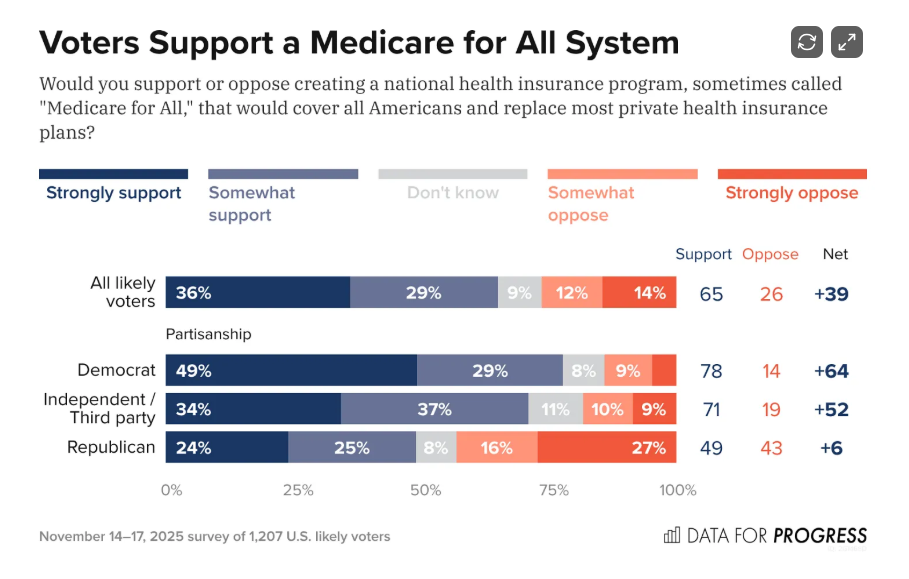 Voters Support a Medicare for All System
Would you support or oppose creating a national health insurance program, sometimes called
"Medicare for All," that would cover all Americans and replace most private health insurance
plans?
Strongly support
Somewhat
support
Don't know
Somewhat
oppose
Strongly oppose
Support Oppose Net
All likely
voters
36% 29% 9% 12% 14% 65 26 +39
Partisanship
Democrat 49% 29% 8% 9% 78 14 +64
Independent /
Third party
34% 37% 11% 10% 9% 71 19 +52
Republican 24% 25% 8% 16% 27% 49 43 +6
0% 25% 50% 75% 100%
November 14–17, 2025 survey of 1,207 U.S. likely voters
DATA FOR PROGRESS